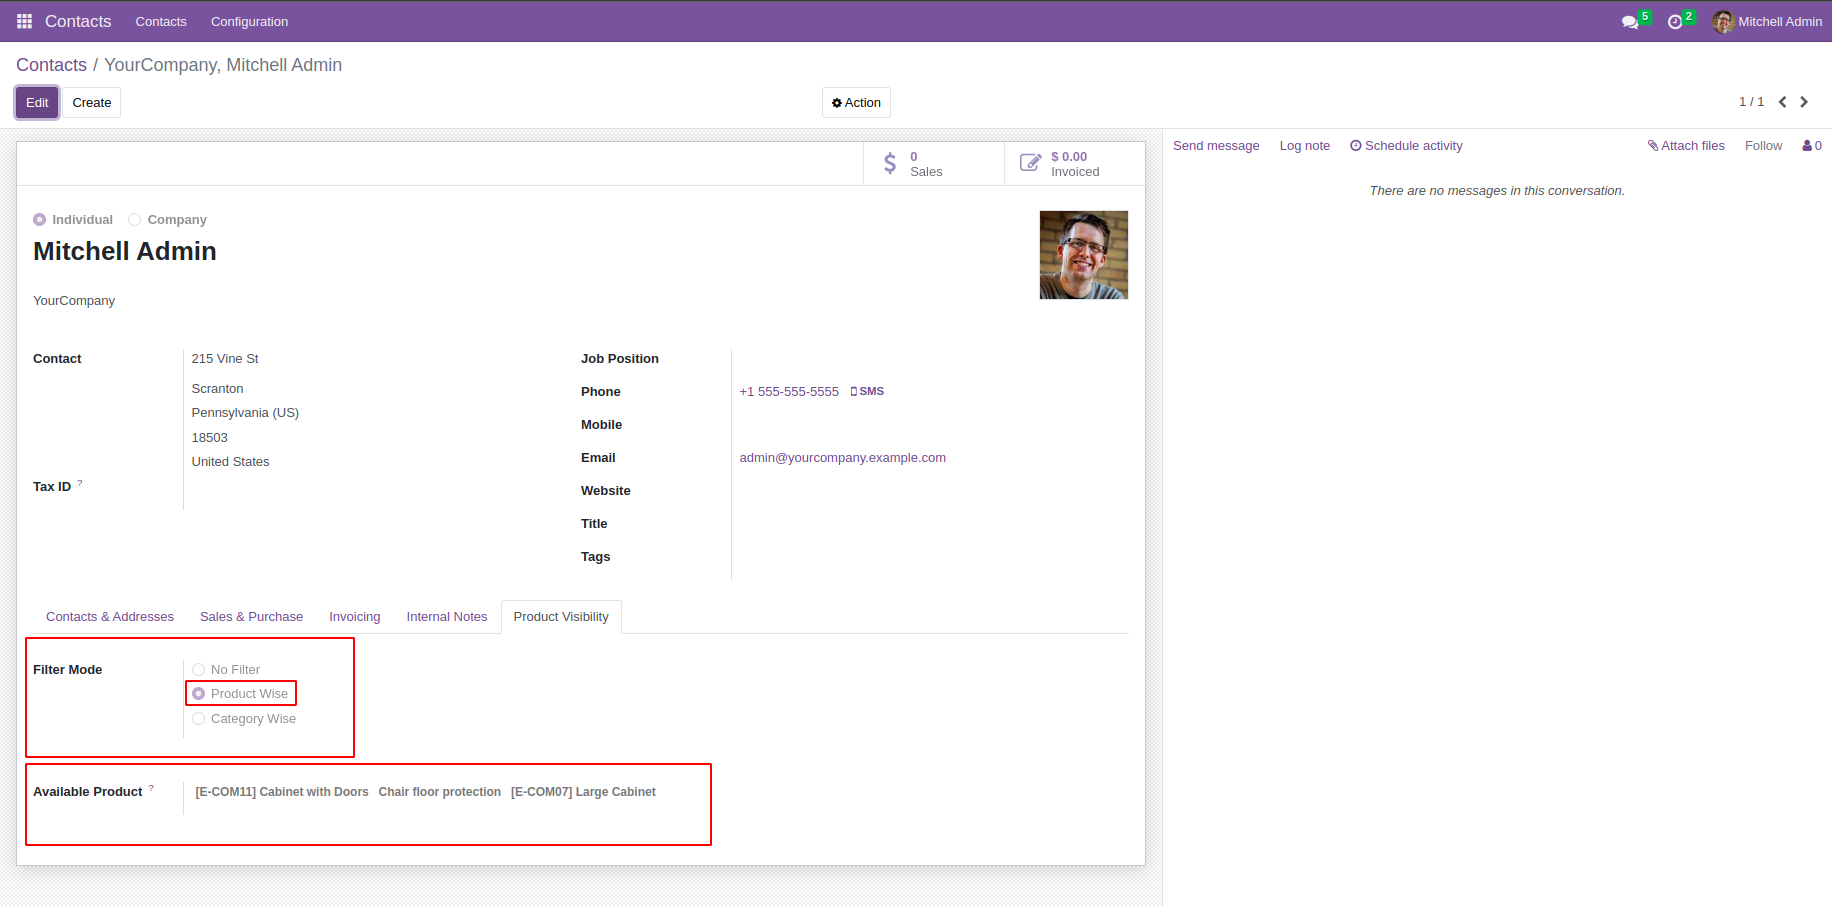 Contacts Contacts Configuration 5 2 Mitchell Admin
Contacts / YourCompany, Mitchell Admin
Edit Create Action 1 / 1
Send message Log note Schedule activity Attach files Follow 0
There are no messages in this conversation.
0
Sales
$ 0.00
Invoiced
Individual Company
Mitchell Admin
YourCompany
Contact 215 Vine St
Scranton
Pennsylvania (US)
18503
United States
Tax ID ?
Job Position
Phone +1 555-555-5555 SMS
Mobile
Email admin@yourcompany.example.com
Website
Title
Tags
Contacts & Addresses Sales & Purchase Invoicing Internal Notes Product Visibility
Filter Mode No Filter
Product Wise
Category Wise
Available Product ? [E-COM11] Cabinet with Doors Chair floor protection [E-COM07] Large Cabinet